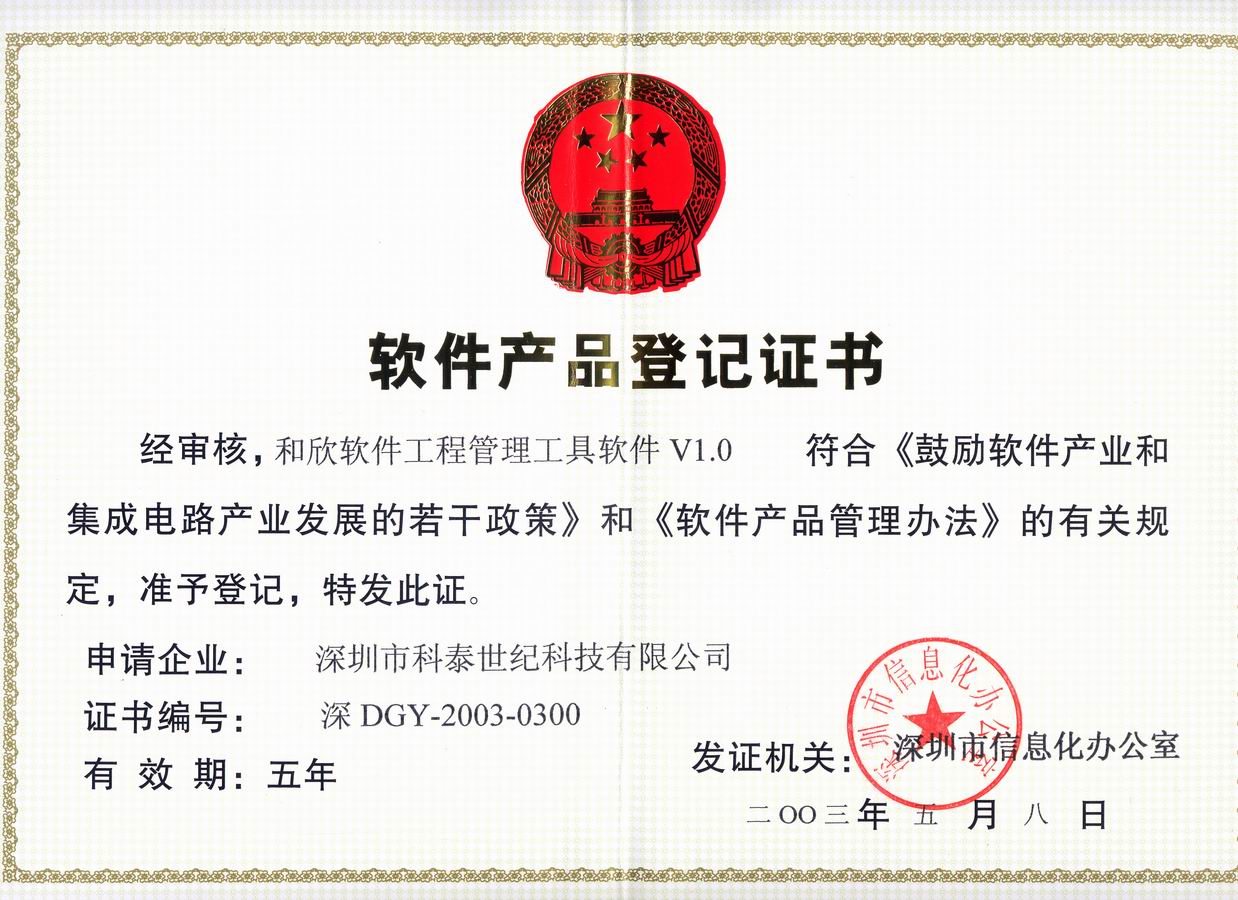 软件产品登记证书
经审核，和欣软件工程管理工具软件 V1.0 符合《鼓励软件产业和
集成电路产业发展的若干政策》和《软件产品管理办法》的有关规
定，准予登记，特发此证。
申请企业： 深圳市科泰世纪科技有限公司
证书编号： 深 DGY-2003-0300
有 效 期：五年
深圳市信息化办公室
发证机关：深圳市信息化办公室
二OO三年 五 月 八 日